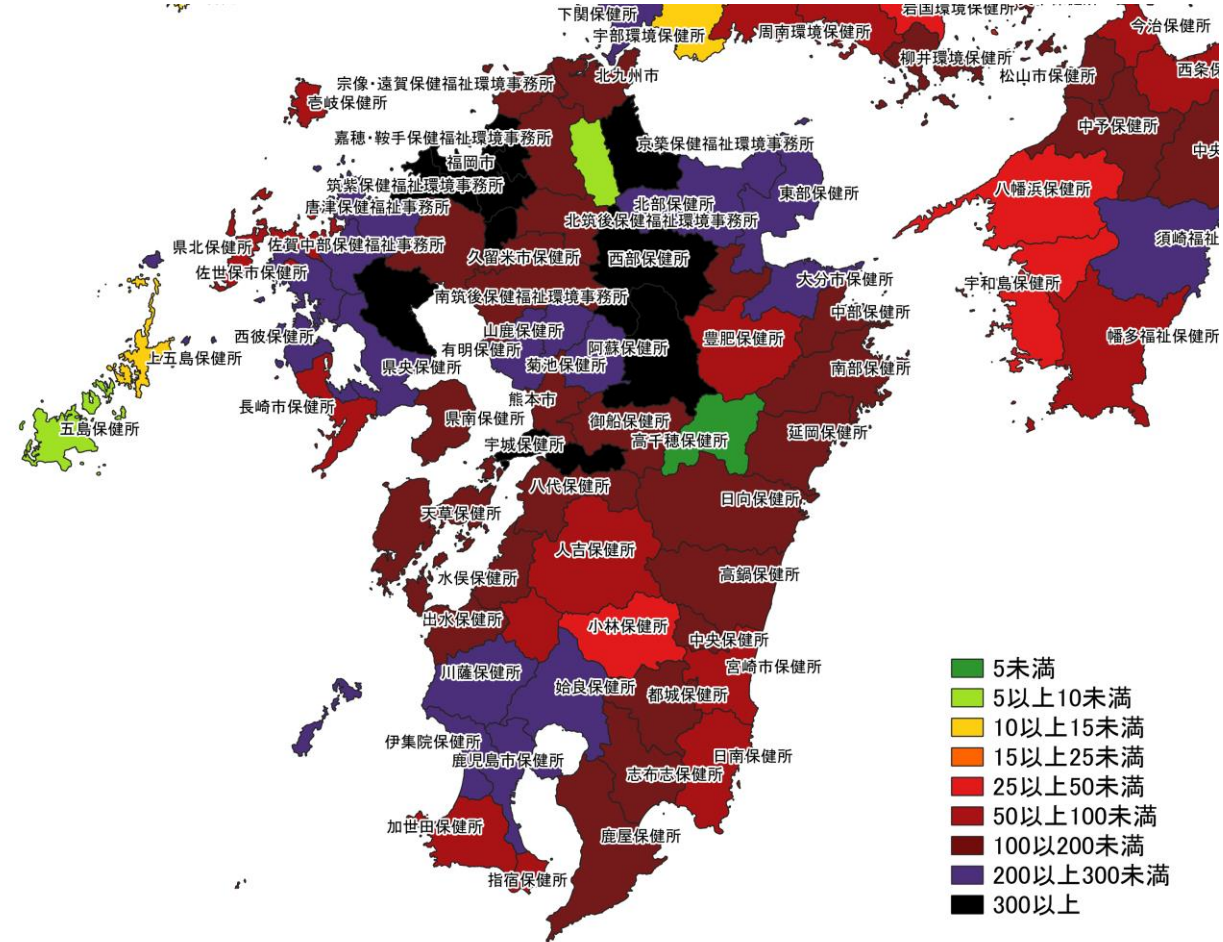 下関保健所
岩国環境保健所
宇部環境保健所
周南環境保健所
今治保健所
柳井環境保健所
松山市保健所
西条保
北九州市
宗像・遠賀保健福祉環境事務所
壱岐保健所
中予保健所
嘉穂・鞍手保健福祉環境事務所
京築保健福祉環境事務所
中央
福岡市
筑紫保健福祉環境事務所
東部保健所
八幡浜保健所
唐津保健福祉事務所
北部保健所
北筑後保健福祉環境事務所
県北保健所
佐賀中部保健福祉事務所
須崎福祉
久留米市保健所
西部保健所
佐世保市保健所
大分市保健所
宇和島保健所
南筑後保健福祉環境事務所
中部保健所
山鹿保健所
豊肥保健所
幡多福祉保健所
西彼保健所
有明保健所
阿蘇保健所
上五島保健所
県央保健所
菊池保健所
南部保健所
長崎市保健所
熊本市
県南保健所
御船保健所
五島保健所
延岡保健所
宇城保健所
高千穂保健所
八代保健所
日向保健所
天草保健所
人吉保健所
水俣保健所
高鍋保健所
出水保健所
小林保健所
中央保健所
宮崎市保健所
川薩保健所
姶良保健所
都城保健所
伊集院保健所
鹿児島市保健所
日南保健所
志布志保健所
加世田保健所
鹿屋保健所
指宿保健所
5未満
5以上10未満
10以上15未満
15以上25未満
25以上50未満
50以上100未満
100以200未満
200以上300未満
300以上